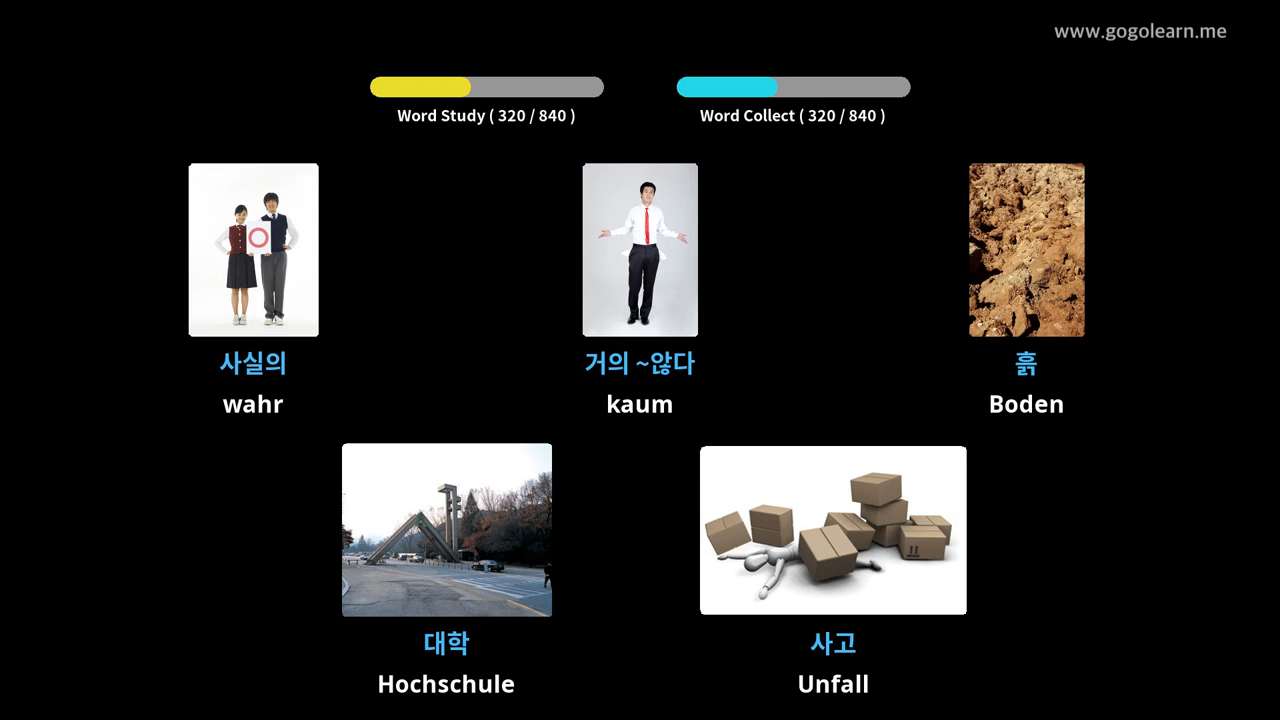 www.gogolearn.me
Word Study ( 320 / 840 )
Word Collect ( 320 / 840 )
사실의
wahr
거의 ~않다
kaum
흙
Boden
대학
Hochschule
사고
Unfall